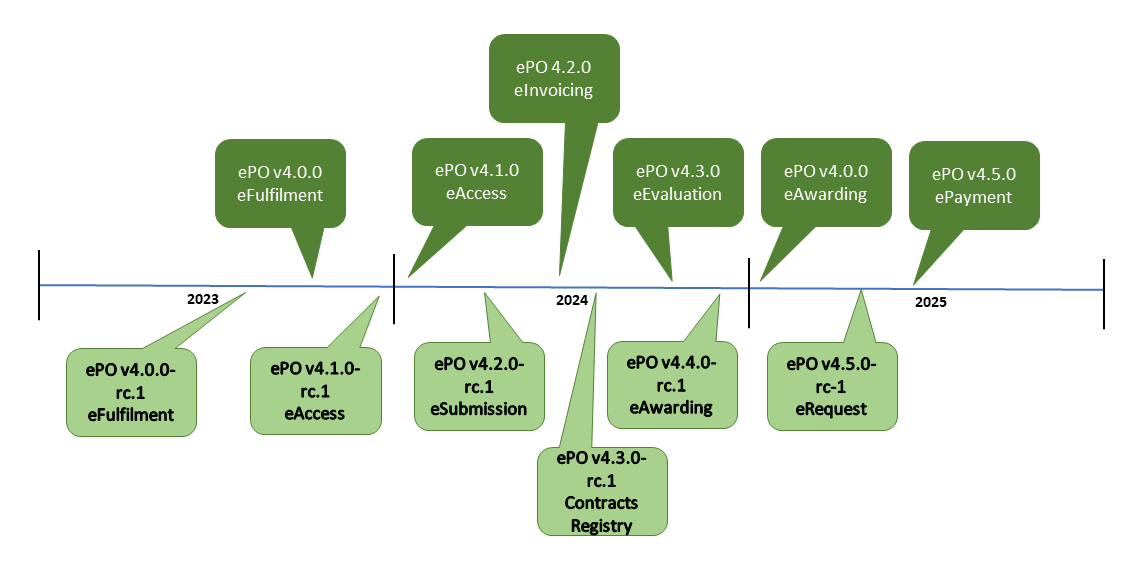 ePO 4.2.0
eInvoicing
ePO v4.0.0
eFulfilment
ePO v4.1.0
eAccess
ePO v4.3.0
eEvaluation
ePO v4.0.0
eAwarding
ePO v4.5.0
ePayment
2023
2024
2025
ePO v4.0.0-
rc.1
eFulfilment
ePO v4.1.0-
rc.1
eAccess
ePO v4.2.0-
rc.1
eSubmission
ePO v4.4.0-
rc.1
eAwarding
ePO v4.5.0-
rc-1
eRequest
ePO v4.3.0-
rc.1
Contracts
Registry